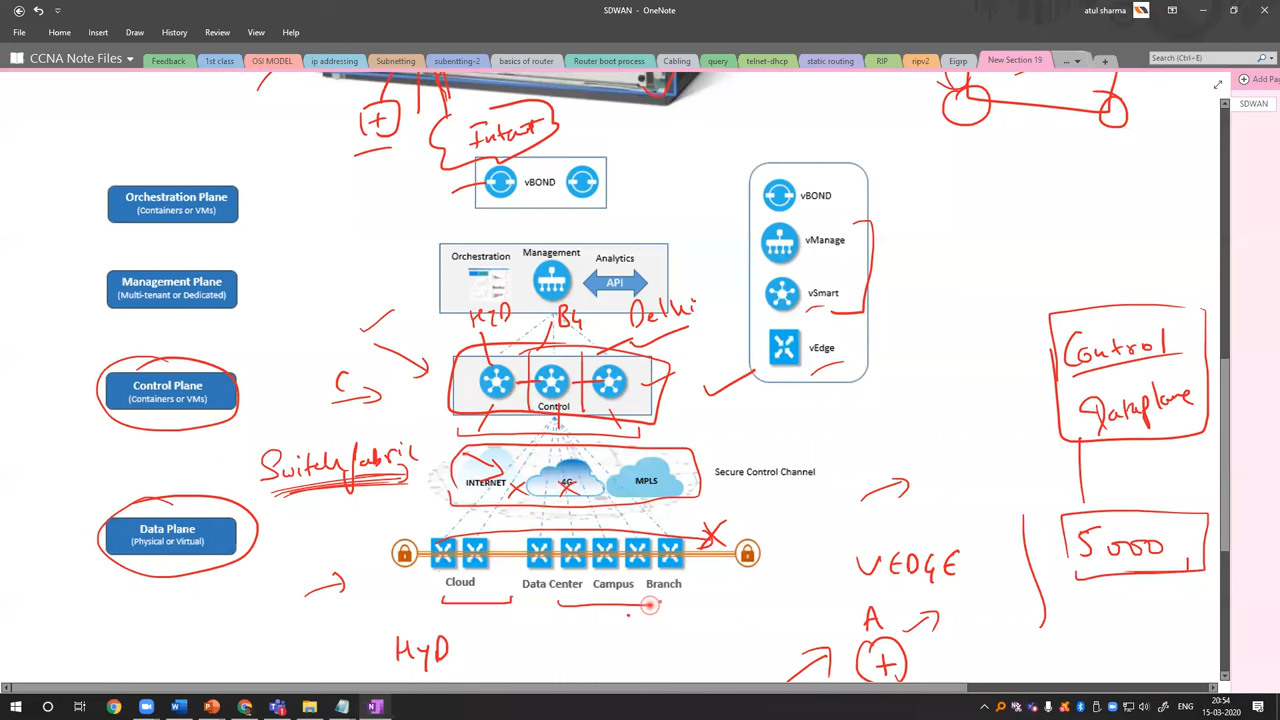 SDWAN - OneNote
atul sharma
File Home Insert Draw History Review View Help
CCNA Note Files
Feedback 1st class OSI MODEL ip addressing Subnetting subentting-2 basics of router Router boot process Cabling query telnet-dhcp static routing RIP ripv2 Eigrp New Section 19 ...
Search (Ctrl+E)
Add Pag
SDWAN
+
Intent
vBOND
Orchestration Plane
(Containers or VMs)
Management Plane
(Multi-tenant or Dedicated)
Control Plane
(Containers or VMs)
Data Plane
(Physical or Virtual)
Orchestration
Management
Analytics
API
HYD
Delhi
Control
C
Switch fabric
INTERNET
4G
MPLS
Secure Control Channel
Cloud
Data Center
Campus
Branch
HYD
vBOND
vManage
vSmart
vEdge
Control
Dataplane
5000
VEDGE
A
+
ENG
20:54
15-03-2020